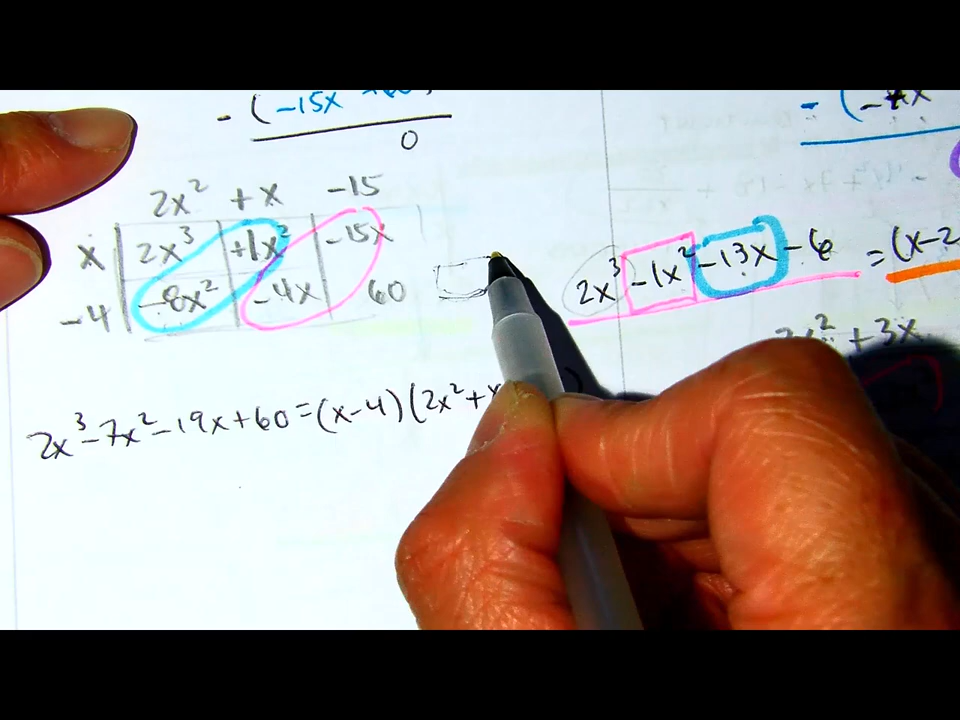 - (-15x
0
2x² + x -15
x 2x³ +1x² -15x
-4 -8x² -4x 60
2x³-7x²-19x+60=(x-4)(2x²+x
- (-4x
2x³ -1x² -13x -6 =(x-2
+3x